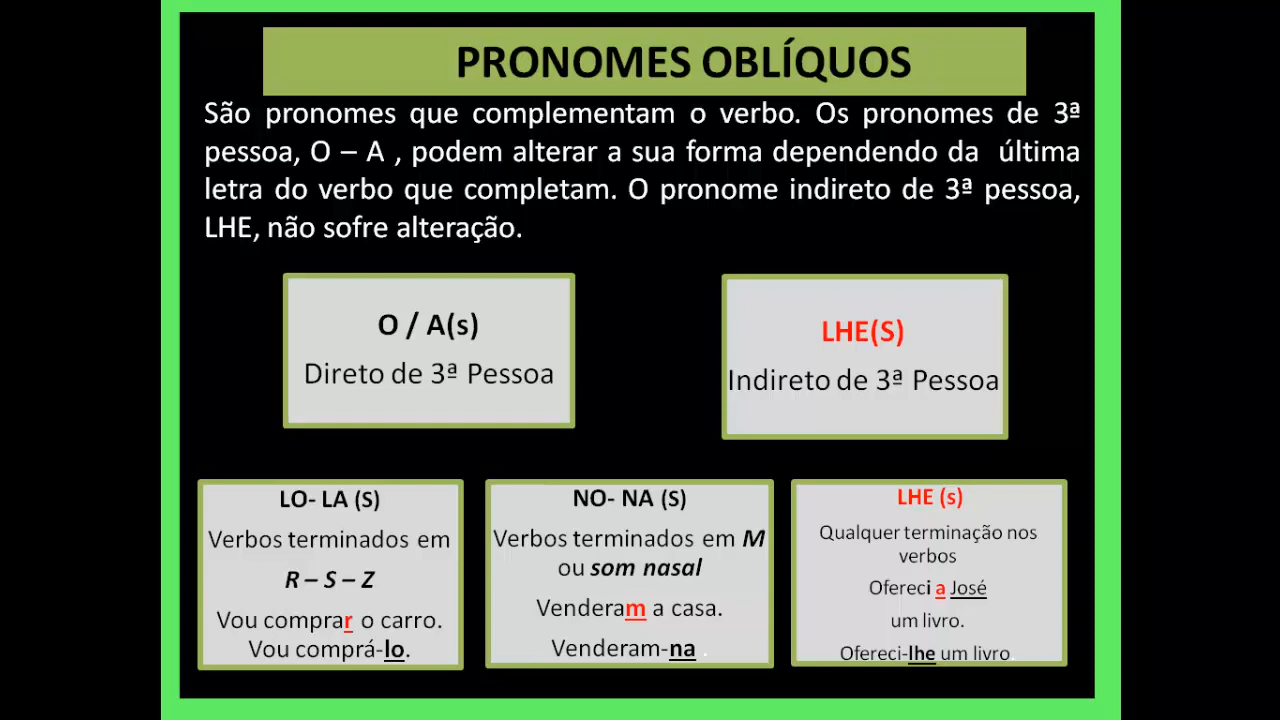 PRONOMES OBLÍQUOS
São pronomes que complementam o verbo. Os pronomes de 3ª
pessoa, O – A , podem alterar a sua forma dependendo da última
letra do verbo que completam. O pronome indireto de 3ª pessoa,
LHE, não sofre alteração.
O / A(s)
Direto de 3ª Pessoa
LHE(S)
Indireto de 3ª Pessoa
LO- LA (S)
Verbos terminados em
R – S – Z
Vou comprar o carro.
Vou comprá-lo.
NO- NA (S)
Verbos terminados em M
ou som nasal
Venderam a casa.
Venderam-na .
LHE (s)
Qualquer terminação nos
verbos
Ofereci a José
um livro.
Ofereci-lhe um livro.